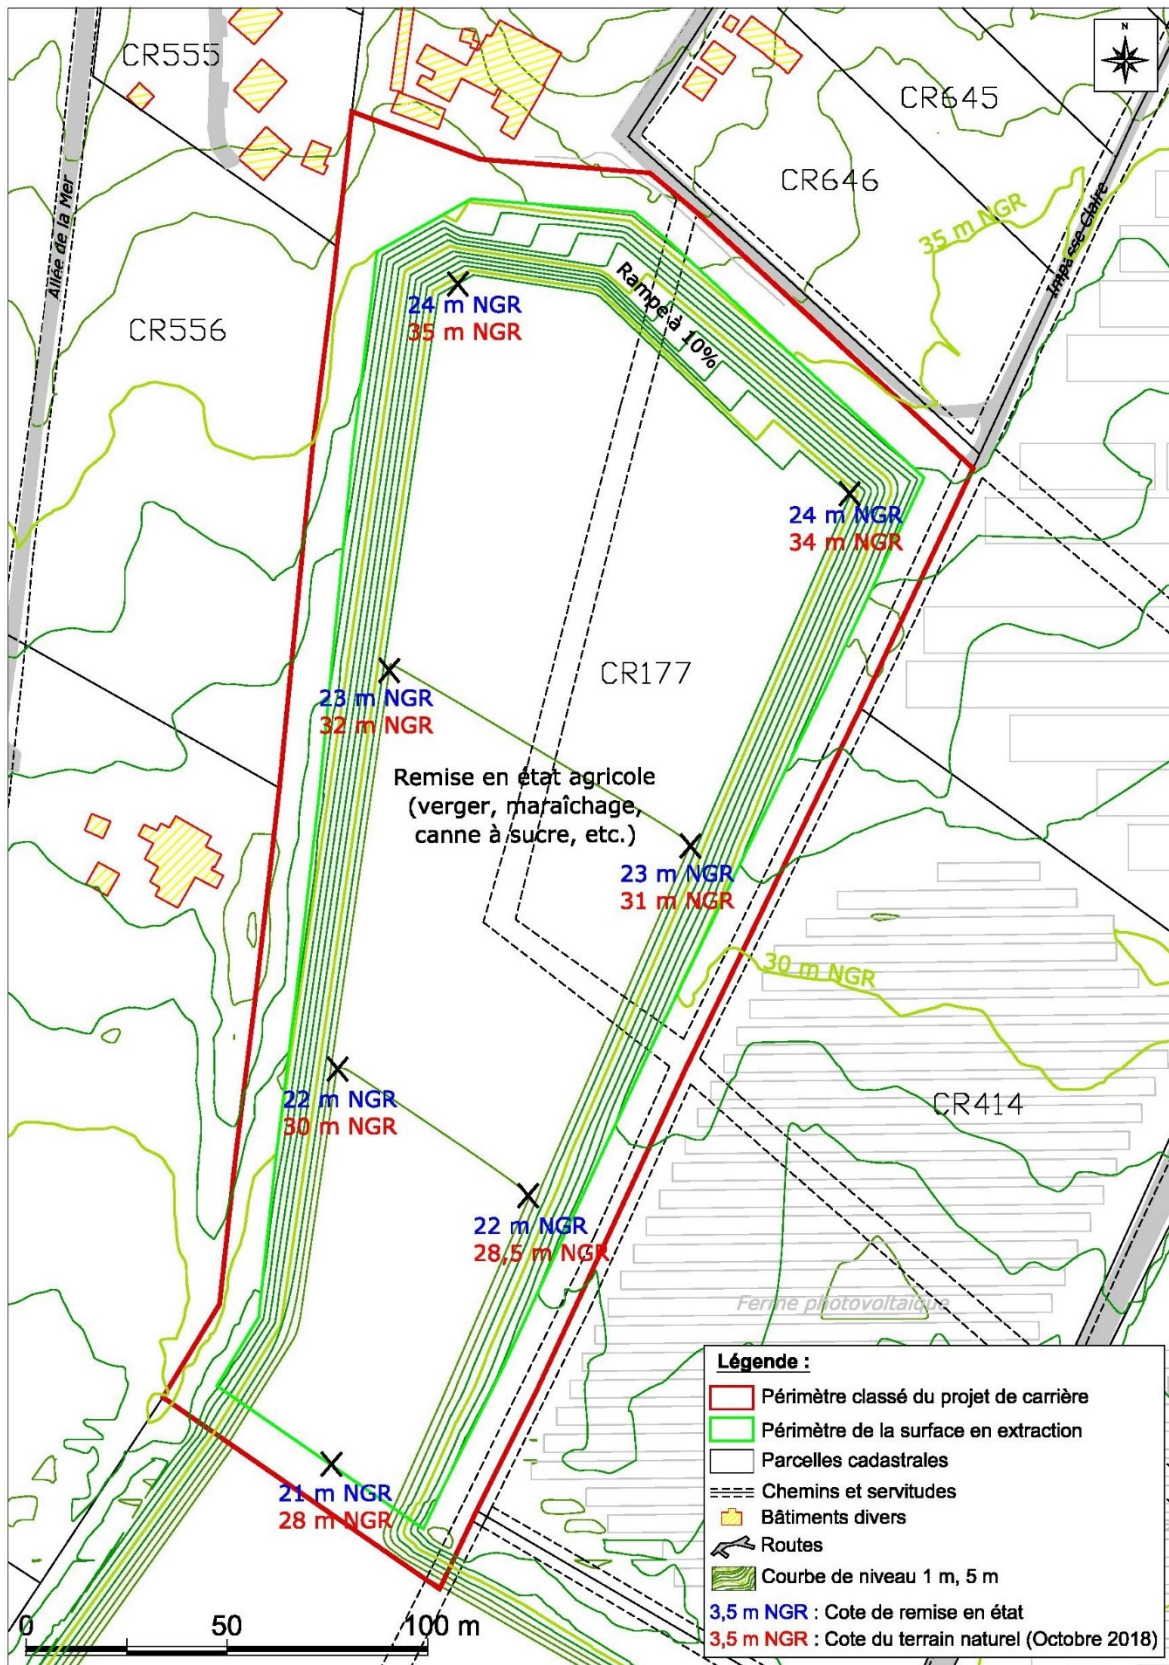 CR555
N
CR645
CR646
35 m NGR
Allée de la Mer
Impasse Claire
CR556
24 m NGR
35 m NGR
Rampe à 10%
24 m NGR
34 m NGR
CR177
23 m NGR
32 m NGR
Remise en état agricole
(verger, maraîchage,
canne à sucre, etc.)
23 m NGR
31 m NGR
30 m NGR
22 m NGR
30 m NGR
CR414
22 m NGR
28,5 m NGR
Ferme photovoltaïque
21 m NGR
28 m NGR
0 50 100 m
Légende :
Périmètre classé du projet de carrière
Périmètre de la surface en extraction
Parcelles cadastrales
Chemins et servitudes
Bâtiments divers
Routes
Courbe de niveau 1 m, 5 m
3,5 m NGR : Cote de remise en état
3,5 m NGR : Cote du terrain naturel (Octobre 2018)